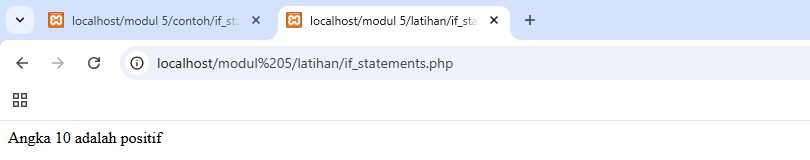 localhost/modul 5/contoh/if_sta
localhost/modul 5/latihan/if_sta
localhost/modul%205/latihan/if_statements.php
Angka 10 adalah positif